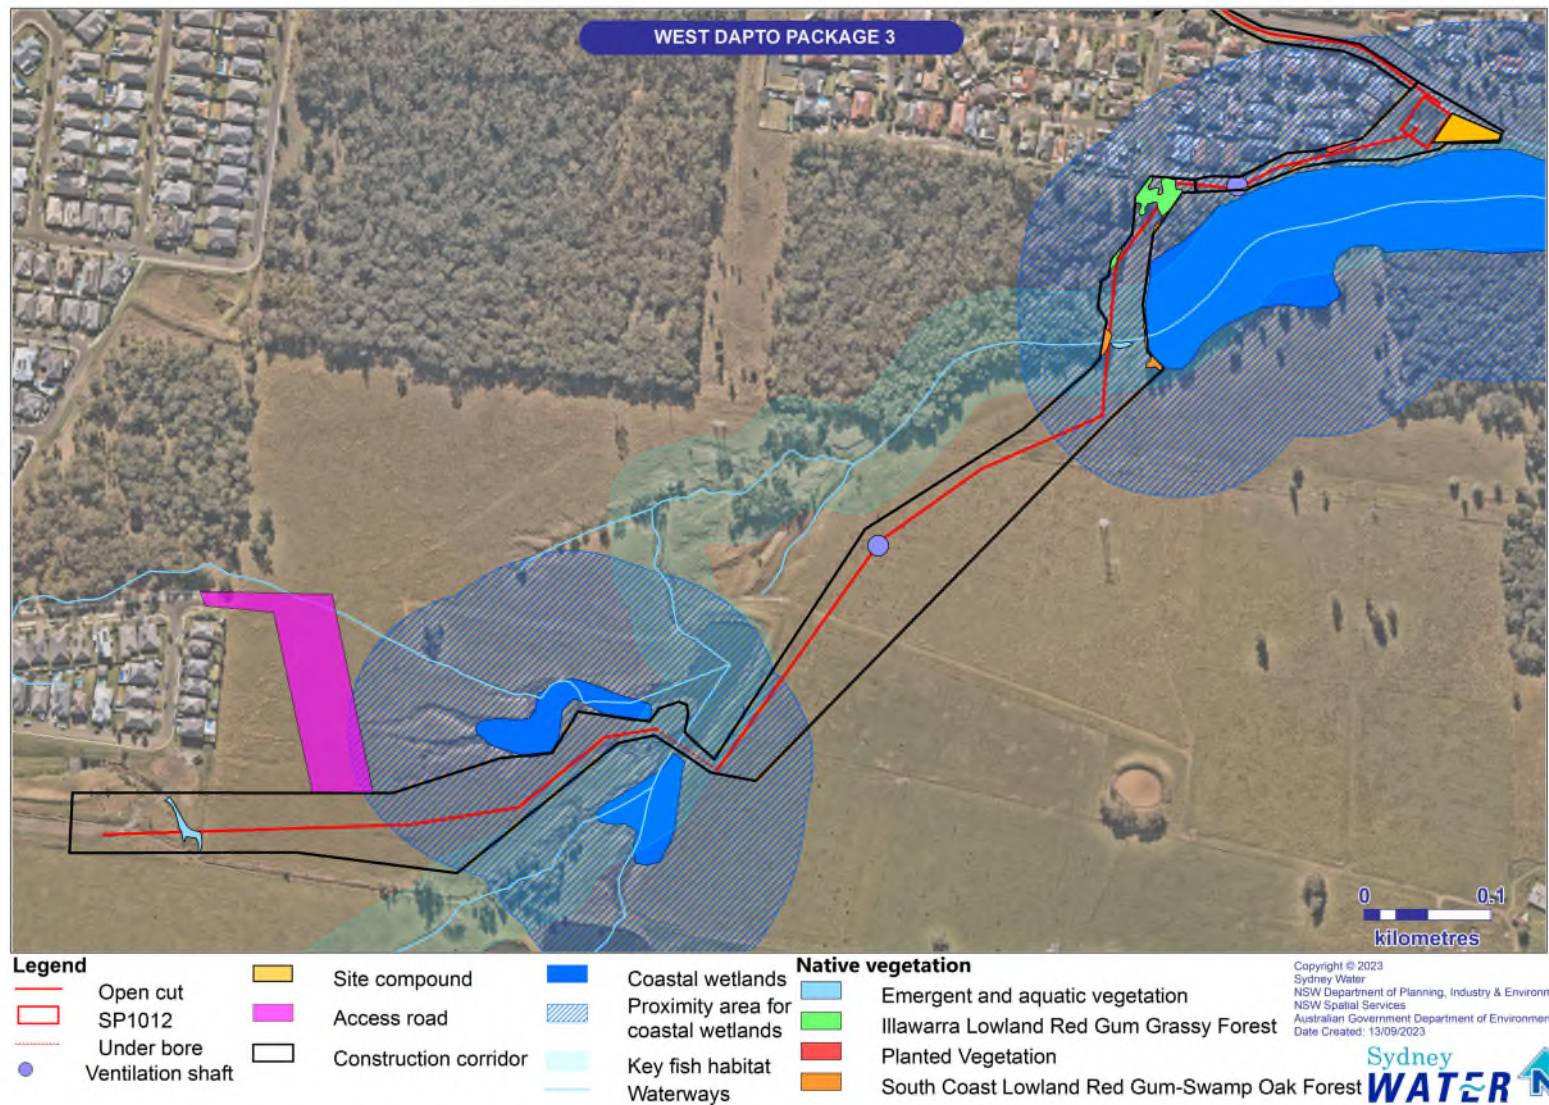 WEST DAPTO PACKAGE 3
0 0.1
kilometres
Legend
Open cut
SP1012
Under bore
Ventilation shaft
Site compound
Access road
Construction corridor
Coastal wetlands
Proximity area for
coastal wetlands
Key fish habitat
Waterways
Native vegetation
Emergent and aquatic vegetation
Illawarra Lowland Red Gum Grassy Forest
Planted Vegetation
South Coast Lowland Red Gum-Swamp Oak Forest
Copyright © 2023
Sydney Water
NSW Department of Planning, Industry & Environm
NSW Spatial Services
Australian Government Department of Environmen
Date Created: 13/09/2023
Sydney
WATER
N